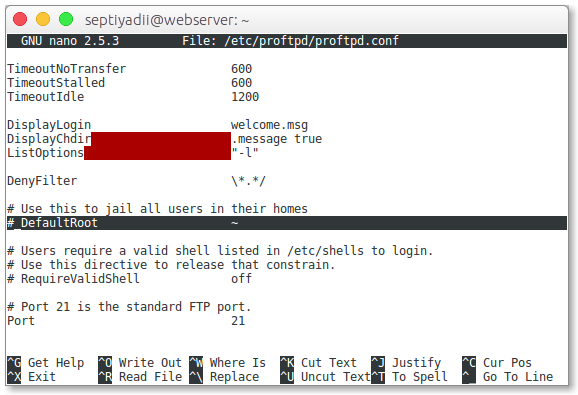 septiyadii@webserver: ~
GNU nano 2.5.3 File: /etc/proftpd/proftpd.conf
TimeoutNoTransfer 600
TimeoutStalled 600
TimeoutIdle 1200
DisplayLogin welcome.msg
DisplayChdir .message true
ListOptions "-l"
DenyFilter \*.*/
# Use this to jail all users in their homes
# DefaultRoot ~
# Users require a valid shell listed in /etc/shells to login.
# Use this directive to release that constrain.
# RequireValidShell off
# Port 21 is the standard FTP port.
Port 21
^G Get Help ^O Write Out ^W Where Is ^K Cut Text ^J Justify ^C Cur Pos
^X Exit ^R Read File ^\ Replace ^U Uncut Text ^T To Spell ^_ Go To Line